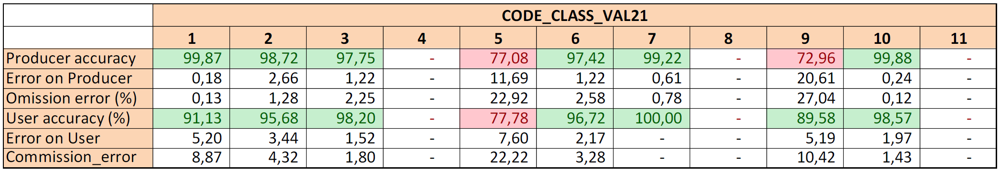 CODE_CLASS_VAL21
1 2 3 4 5 6 7 8 9 10 11
Producer accuracy 99,87 98,72 97,75 - 77,08 97,42 99,22 - 72,96 99,88 -
Error on Producer 0,18 2,66 1,22 - 11,69 1,22 0,61 - 20,61 0,24 -
Omission error (%) 0,13 1,28 2,25 - 22,92 2,58 0,78 - 27,04 0,12 -
User accuracy (%) 91,13 95,68 98,20 - 77,78 96,72 100,00 - 89,58 98,57 -
Error on User 5,20 3,44 1,52 - 7,60 2,17 - - 5,19 1,97 -
Commission_error 8,87 4,32 1,80 - 22,22 3,28 - - 10,42 1,43 -